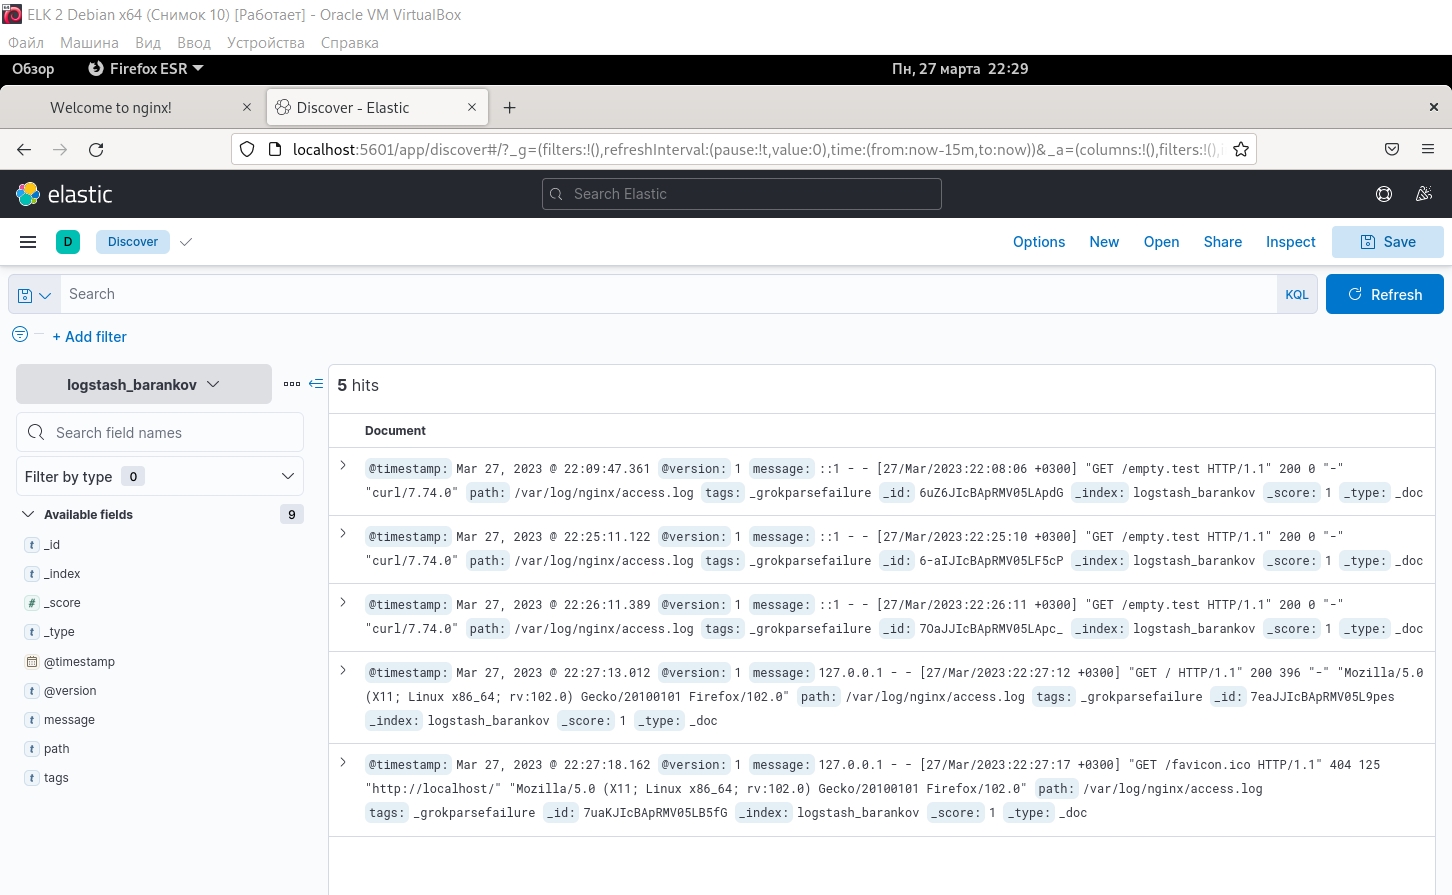 ELK 2 Debian x64 (Снимок 10) [Работает] - Oracle VM VirtualBox
Файл Машина Вид Ввод Устройства Справка
Обзор Firefox ESR Пн, 27 марта 22:29
Welcome to nginx! Discover - Elastic
localhost:5601/app/discover#/?_g=(filters:!(),refreshInterval:(pause:!t,value:0),time:(from:now-15m,to:now))&_a=(columns:!(),filters:!(),
elastic Search Elastic
D Discover Options New Open Share Inspect Save
Search KQL Refresh
+ Add filter
logstash_barankov
5 hits
Search field names
Document
Filter by type 0
Available fields 9
_id
_index
_score
_type
@timestamp
@version
message
path
tags
@timestamp: Mar 27, 2023 @ 22:09:47.361 @version: 1 message: ::1 - - [27/Mar/2023:22:08:06 +0300] "GET /empty.test HTTP/1.1" 200 0 "-"
"curl/7.74.0" path: /var/log/nginx/access.log tags: _grokparsefailure _id: 6uZ6JIcBApRMV05LApdG _index: logstash_barankov _score: 1 _type: _doc
@timestamp: Mar 27, 2023 @ 22:25:11.122 @version: 1 message: ::1 - - [27/Mar/2023:22:25:10 +0300] "GET /empty.test HTTP/1.1" 200 0 "-"
"curl/7.74.0" path: /var/log/nginx/access.log tags: _grokparsefailure _id: 6-aIJIcBApRMV05LF5cP _index: logstash_barankov _score: 1 _type: _doc
@timestamp: Mar 27, 2023 @ 22:26:11.389 @version: 1 message: ::1 - - [27/Mar/2023:22:26:11 +0300] "GET /empty.test HTTP/1.1" 200 0 "-"
"curl/7.74.0" path: /var/log/nginx/access.log tags: _grokparsefailure _id: 7OaJJIcBApRMV05LApc_ _index: logstash_barankov _score: 1 _type: _doc
@timestamp: Mar 27, 2023 @ 22:27:13.012 @version: 1 message: 127.0.0.1 - - [27/Mar/2023:22:27:12 +0300] "GET / HTTP/1.1" 200 396 "-" "Mozilla/5.0
(X11; Linux x86_64; rv:102.0) Gecko/20100101 Firefox/102.0" path: /var/log/nginx/access.log tags: _grokparsefailure _id: 7eaJJIcBApRMV05L9pes
_index: logstash_barankov _score: 1 _type: _doc
@timestamp: Mar 27, 2023 @ 22:27:18.162 @version: 1 message: 127.0.0.1 - - [27/Mar/2023:22:27:17 +0300] "GET /favicon.ico HTTP/1.1" 404 125
"http://localhost/" "Mozilla/5.0 (X11; Linux x86_64; rv:102.0) Gecko/20100101 Firefox/102.0" path: /var/log/nginx/access.log
tags: _grokparsefailure _id: 7uaKJIcBApRMV05LB5fG _index: logstash_barankov _score: 1 _type: _doc